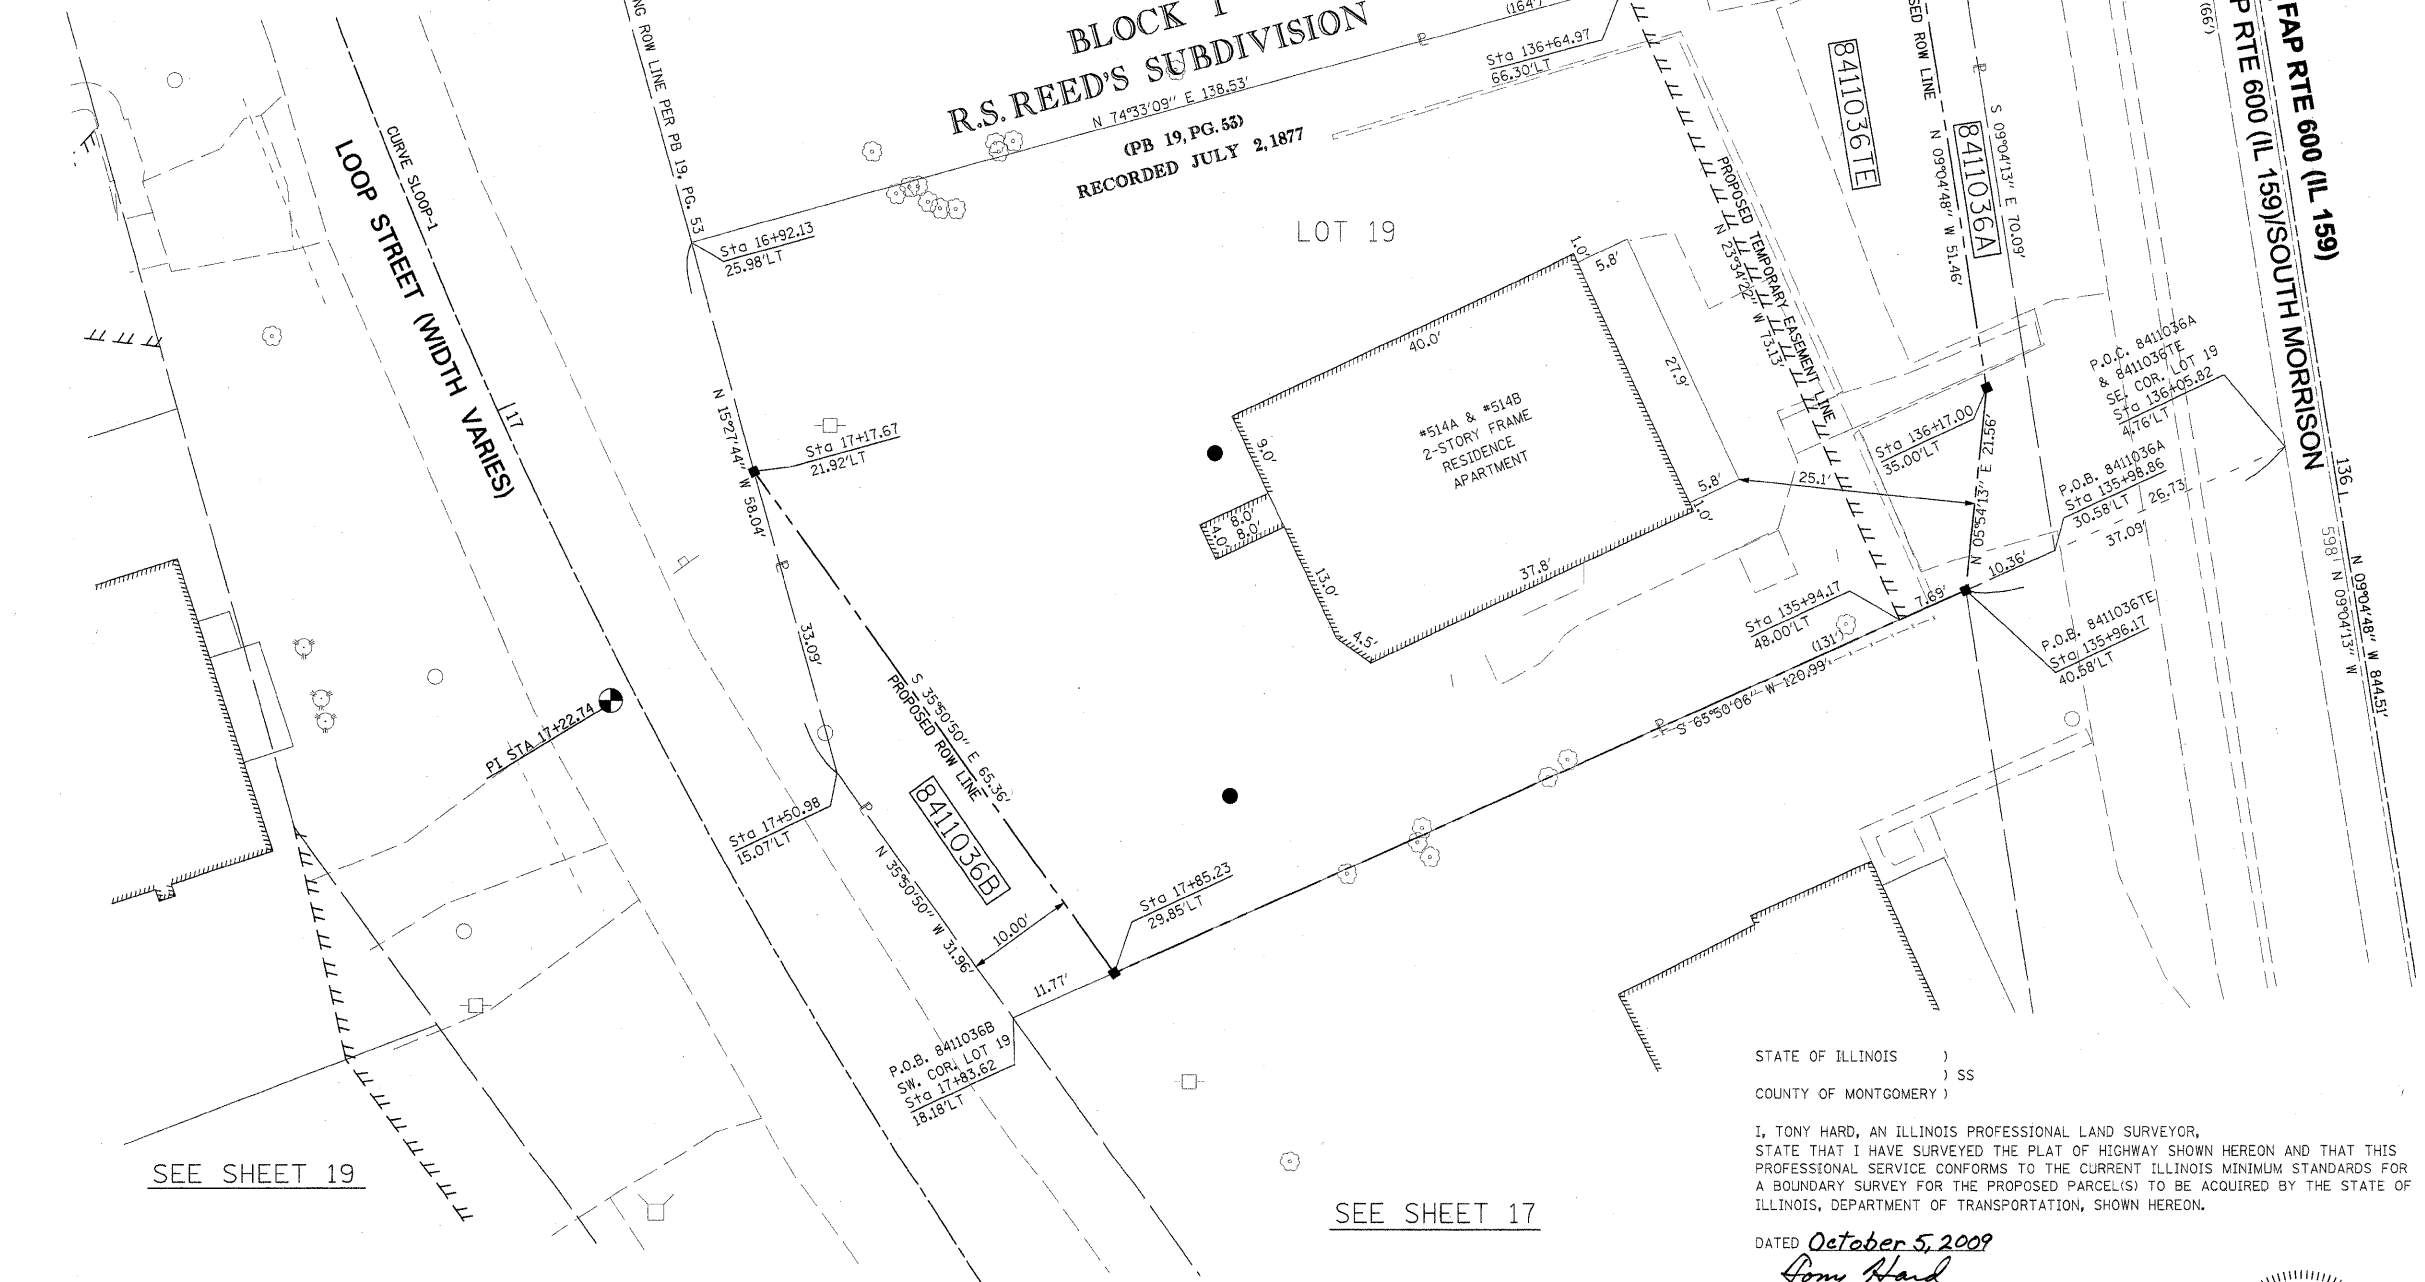 BLOCK 1
R.S. REED'S SUBDIVISION
N 74°33'09" E 138.53'
(PB 19, PG. 53)
RECORDED JULY 2, 1877
(164')
Sta 136+64.97
66.30'LT
ROW LINE PER PB 19, PG. 53
CURVE SLOOP-1
LOOP STREET (WIDTH VARIES)
17
Sta 16+92.13
25.98'LT
LOT 19
PROPOSED TEMPORARY EASEMENT LINE
N 23°34'22" W 73.13'
8411036TE
ROW LINE
N 09°04'48" W 51.46'
8411036A
S 09°04'13" E 70.09'
(66')
FAP RTE 600 (IL 159)
P RTE 600 (IL 159)/SOUTH MORRISON
1.0'
5.8'
40.0'
27.9'
#514A & #514B
2-STORY FRAME
RESIDENCE
APARTMENT
9.0'
8.0'
4.0'
8.0'
13.0'
4.5'
37.8'
5.8'
1.0'
25.1'
N 15°27'44" W 58.04'
Sta 17+17.67
21.92'LT
33.09'
Sta 136+17.00
35.00'LT
N 05°54'13" E 21.56'
P.O.C. 8411036A
& 8411036TE
SE. COR. LOT 19
Sta 136+05.82
4.76'LT
P.O.B. 8411036A
Sta 135+98.86
30.58'LT
26.73'
37.09'
10.36'
7.69'
136
598'
N 09°04'48" W 844.51'
N 09°04'13" W
Sta 135+94.17
48.00'LT
(131')
S 65°50'06" W 120.99'
P.O.B. 8411036TE
Sta 135+96.17
40.68'LT
PI STA 17+22.74
S 35°50'50" E 65.36'
PROPOSED ROW LINE
8411036B
Sta 17+50.98
15.07'LT
N 35°50'50" W 31.96'
10.00'
11.77'
Sta 17+85.23
29.85'LT
P.O.B. 8411036B
SW. COR. LOT 19
Sta 17+83.62
18.18'LT
SEE SHEET 19
SEE SHEET 17
STATE OF ILLINOIS )
) SS
COUNTY OF MONTGOMERY )
I, TONY HARD, AN ILLINOIS PROFESSIONAL LAND SURVEYOR,
STATE THAT I HAVE SURVEYED THE PLAT OF HIGHWAY SHOWN HEREON AND THAT THIS
PROFESSIONAL SERVICE CONFORMS TO THE CURRENT ILLINOIS MINIMUM STANDARDS FOR
A BOUNDARY SURVEY FOR THE PROPOSED PARCEL(S) TO BE ACQUIRED BY THE STATE OF
ILLINOIS, DEPARTMENT OF TRANSPORTATION, SHOWN HEREON.
DATED October 5, 2009
Tony Hard